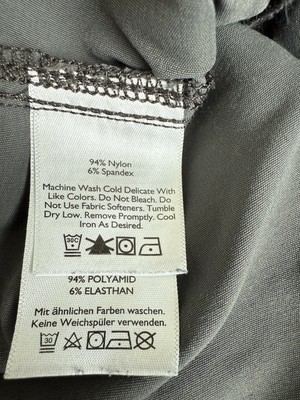 94% Nylon
6% Spandex
Machine Wash Cold Delicate With
Like Colors. Do Not Bleach. Do
Not Use Fabric Softeners. Tumble
Dry Low. Remove Promptly. Cool
Iron As Desired.
30C
94% POLYAMID
6% ELASTHAN
Mit ähnlichen Farben waschen.
Keine Weichspüler verwenden.
30